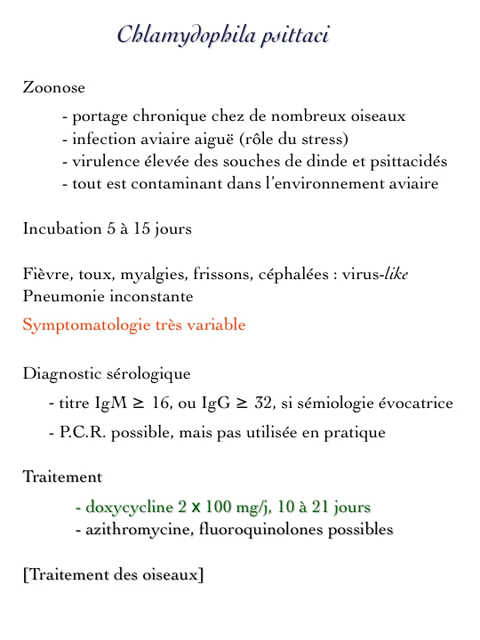 Chlamydophila psittaci
Zoonose
- portage chronique chez de nombreux oiseaux
- infection aviaire aiguë (rôle du stress)
- virulence élevée des souches de dinde et psittacidés
- tout est contaminant dans l'environnement aviaire
Incubation 5 à 15 jours
Fièvre, toux, myalgies, frissons, céphalées : virus-like
Pneumonie inconstante
Symptomatologie très variable
Diagnostic sérologique
- titre IgM ≥ 16, ou IgG ≥ 32, si sémiologie évocatrice
- P.C.R. possible, mais pas utilisée en pratique
Traitement
- doxycycline 2 x 100 mg/j, 10 à 21 jours
- azithromycine, fluoroquinolones possibles
[Traitement des oiseaux]